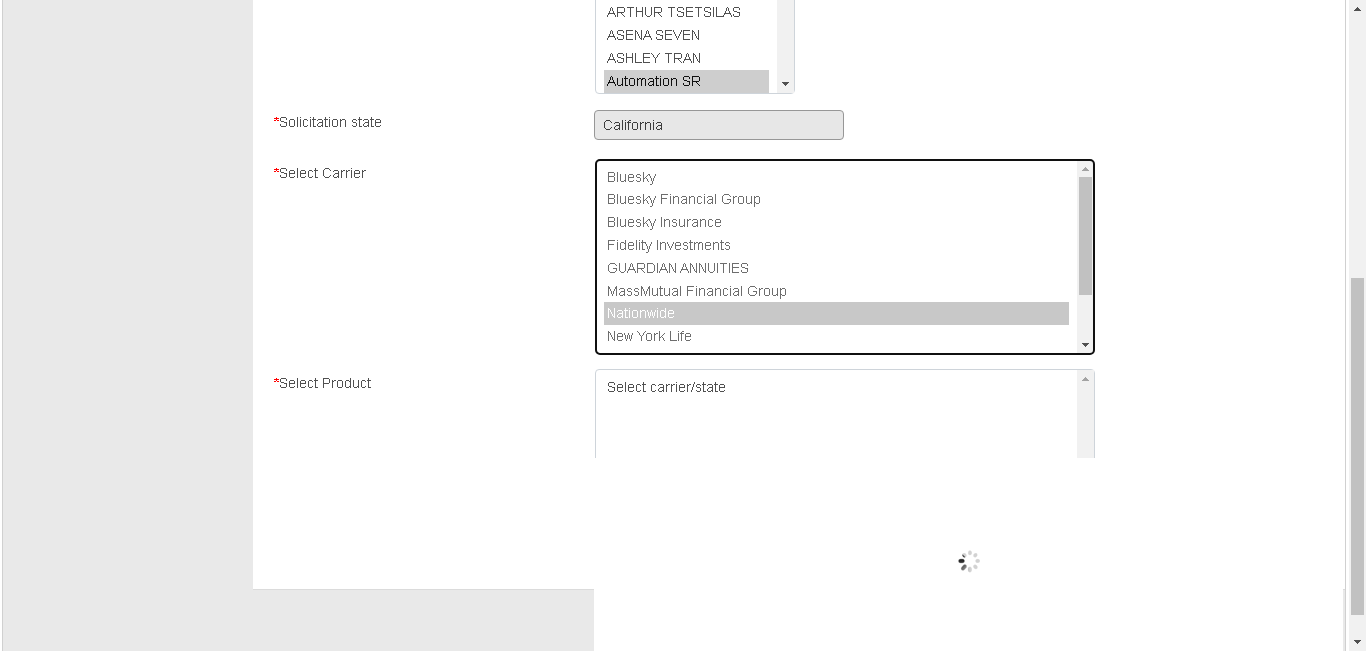 ARTHUR TSETSILAS
ASENA SEVEN
ASHLEY TRAN
Automation SR
*Solicitation state
California
*Select Carrier
Bluesky
Bluesky Financial Group
Bluesky Insurance
Fidelity Investments
GUARDIAN ANNUITIES
MassMutual Financial Group
Nationwide
New York Life
*Select Product
Select carrier/state